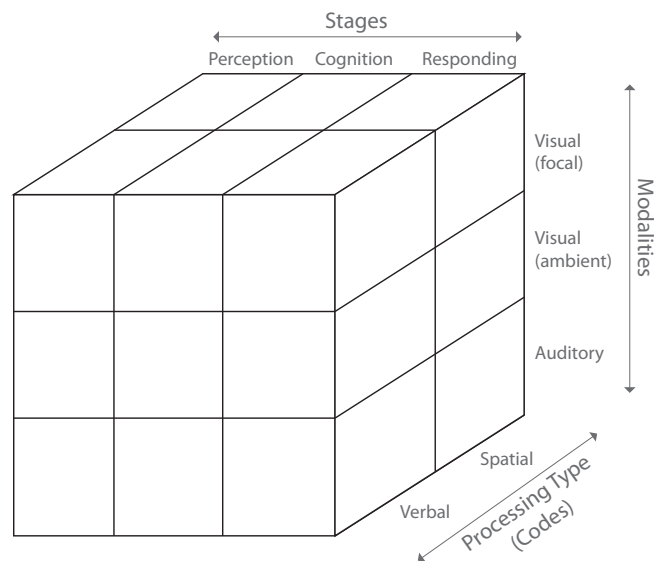 Stages
Perception Cognition Responding
Visual
(focal)
Visual
(ambient)
Auditory
Modalities
Spatial
Verbal
Processing Type
(Codes)